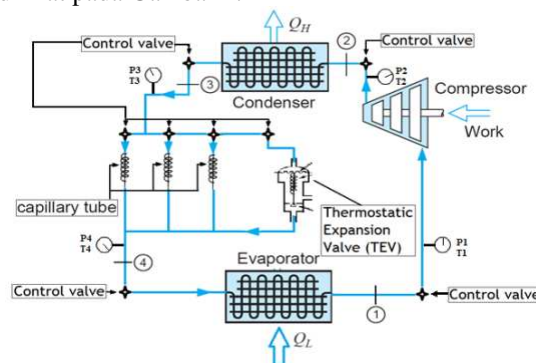 Control valve
Q_H
②
Control valve
P3
T3
③
Condenser
P2
T2
Compressor
Work
capillary tube
Thermostatic
Expansion
Valve (TEV)
P4
T4
④
Evaporator
P1
T1
Control valve
①
Control valve
Q_L